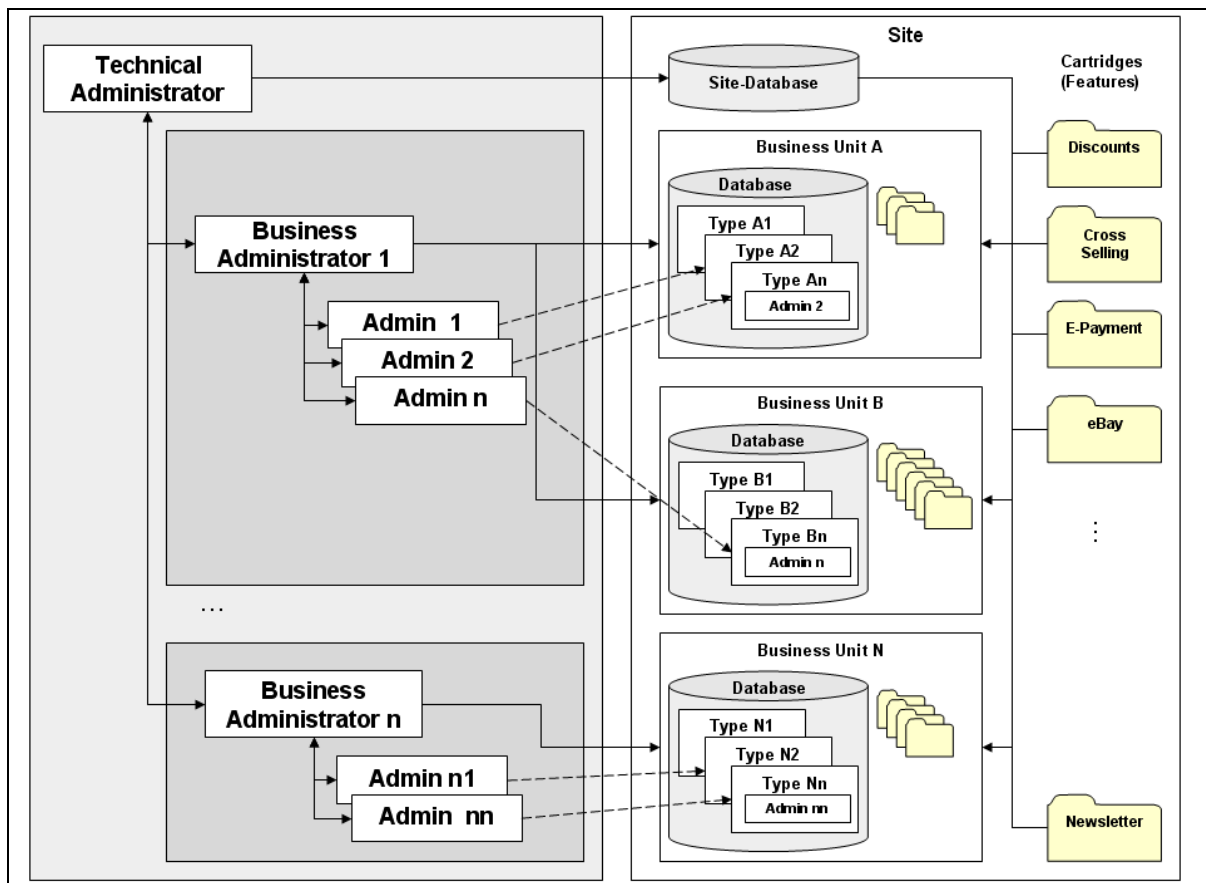 Technical
Administrator
Business
Administrator 1
Admin 1
Admin 2
Admin n
...
Business
Administrator n
Admin n1
Admin nn
Site
Site-Database
Cartridges
(Features)
Business Unit A
Database
Type A1
Type A2
Type An
Admin 2
Business Unit B
Database
Type B1
Type B2
Type Bn
Admin n
Business Unit N
Database
Type N1
Type N2
Type Nn
Admin nn
Discounts
Cross
Selling
E-Payment
eBay
...
Newsletter